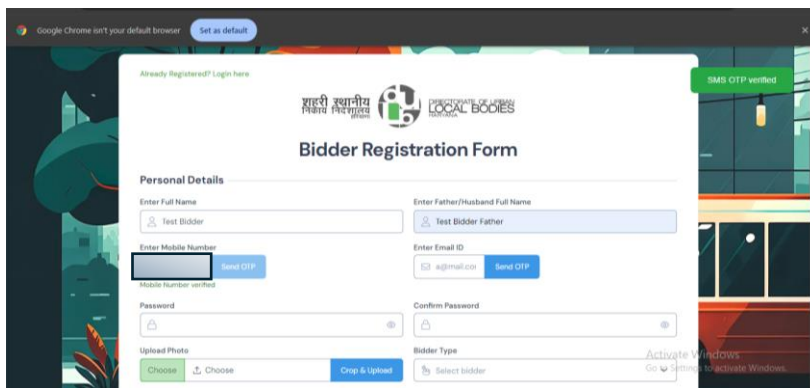 Google Chrome isn't your default browser Set as default
Already Registered? Login here
SMS OTP verified
शहरी स्थानीय
निकाय निदेशालय
हरियाणा
DIRECTORATE OF URBAN
LOCAL BODIES
HARYANA
Bidder Registration Form
Personal Details
Enter Full Name Enter Father/Husband Full Name
Test Bidder Test Bidder Father
Enter Mobile Number Enter Email ID
Send OTP a@mail.com Send OTP
Mobile Number verified
Password Confirm Password
Upload Photo Bidder Type
Choose Choose Crop & Upload Select bidder
Activate Windows
Go to Settings to activate Windows.